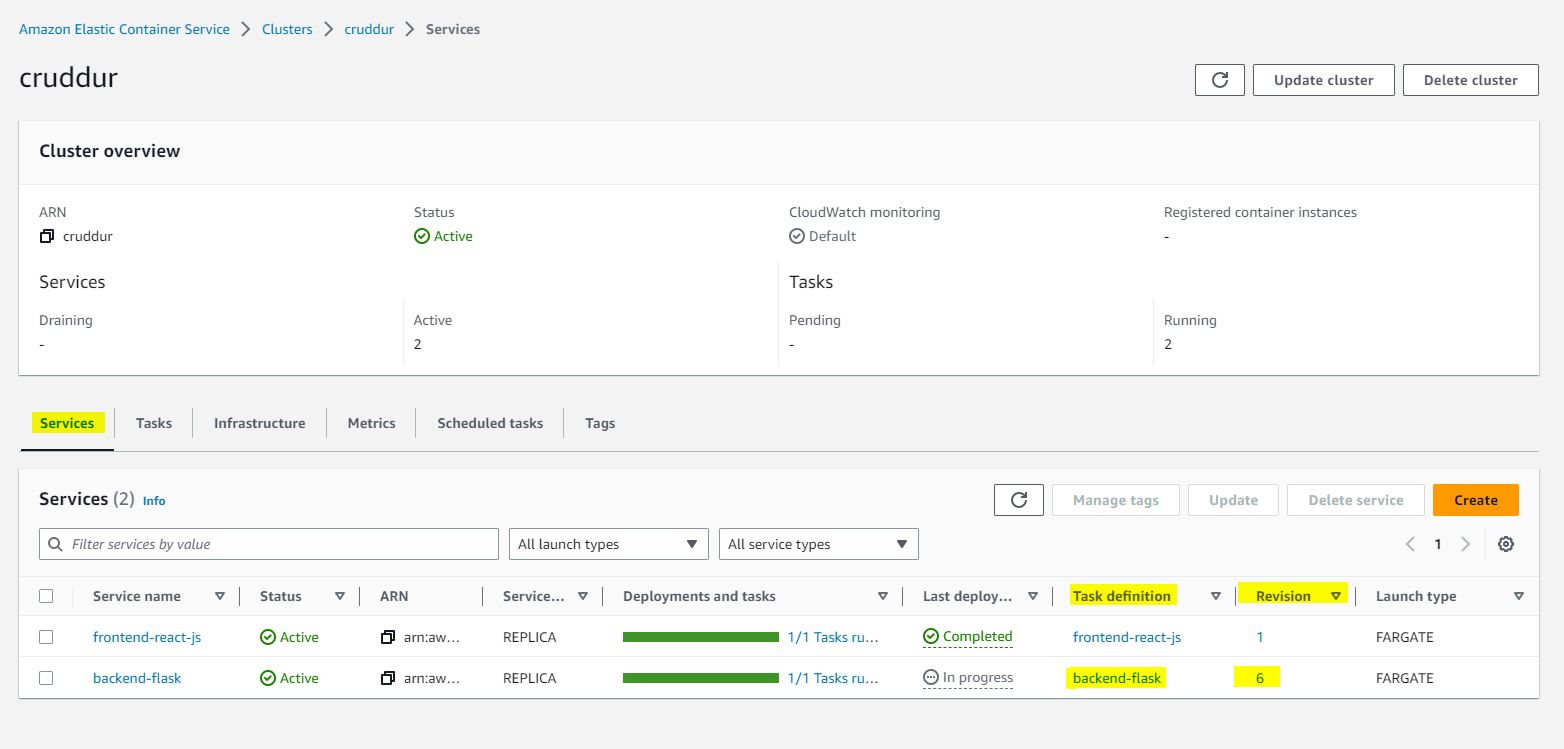 Amazon Elastic Container Service > Clusters > cruddur > Services
cruddur
Update cluster
Delete cluster
Cluster overview
ARN Status CloudWatch monitoring Registered container instances
cruddur Active Default -
Services Tasks
Draining Active Pending Running
- 2 - 2
Services Tasks Infrastructure Metrics Scheduled tasks Tags
Services (2) Info Manage tags Update Delete service Create
Filter services by value All launch types All service types 1
Service name Status ARN Service... Deployments and tasks Last deploy... Task definition Revision Launch type
frontend-react-js Active arn:aw... REPLICA 1/1 Tasks ru... Completed frontend-react-js 1 FARGATE
backend-flask Active arn:aw... REPLICA 1/1 Tasks ru... In progress backend-flask 6 FARGATE